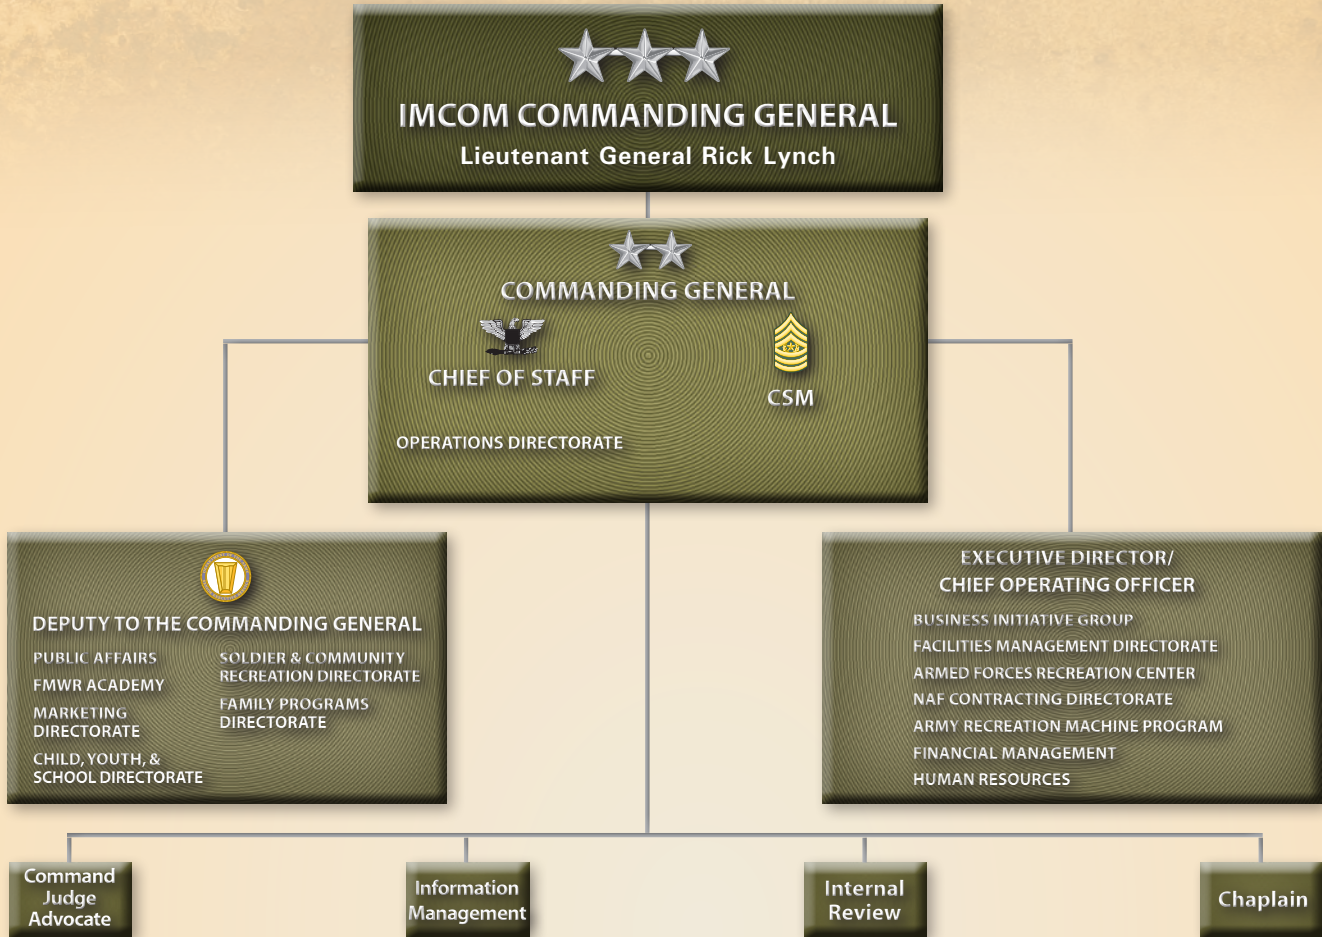 IMCOM COMMANDING GENERAL
Lieutenant General Rick Lynch
COMMANDING GENERAL
CHIEF OF STAFF
CSM
OPERATIONS DIRECTORATE
DEPUTY TO THE COMMANDING GENERAL
PUBLIC AFFAIRS
FMWR ACADEMY
MARKETING
DIRECTORATE
CHILD, YOUTH, &
SCHOOL DIRECTORATE
SOLDIER & COMMUNITY
RECREATION DIRECTORATE
FAMILY PROGRAMS
DIRECTORATE
EXECUTIVE DIRECTOR/
CHIEF OPERATING OFFICER
BUSINESS INITIATIVE GROUP
FACILITIES MANAGEMENT DIRECTORATE
ARMED FORCES RECREATION CENTER
NAF CONTRACTING DIRECTORATE
ARMY RECREATION MACHINE PROGRAM
FINANCIAL MANAGEMENT
HUMAN RESOURCES
Command
Judge
Advocate
Information
Management
Internal
Review
Chaplain